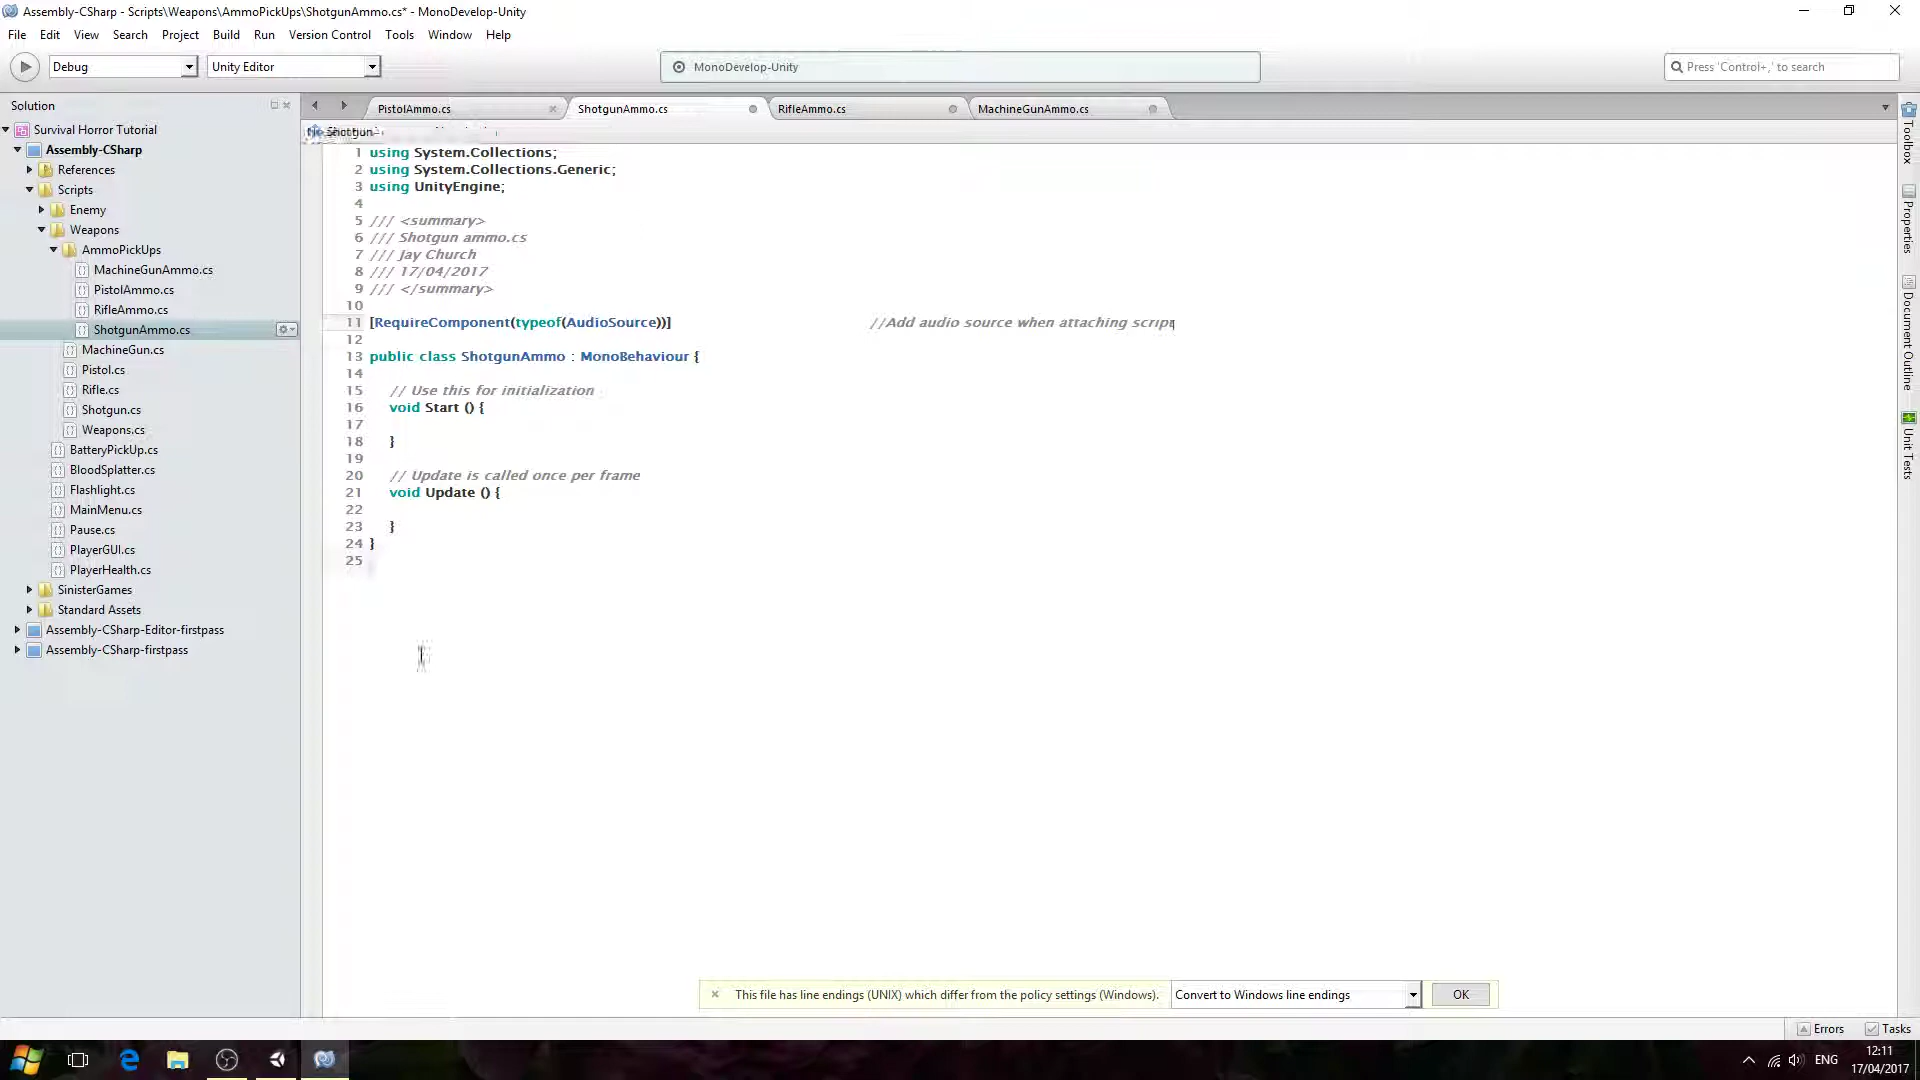 Assembly-CSharp - Scripts\Weapons\AmmoPickUps\ShotgunAmmo.cs* - MonoDevelop-Unity
File Edit View Search Project Build Run Version Control Tools Window Help
Debug Unity Editor MonoDevelop-Unity Press 'Control+,' to search
Solution
PistolAmmo.cs ShotgunAmmo.cs RifleAmmo.cs MachineGunAmmo.cs
Survival Horror Tutorial
Assembly-CSharp
References
Scripts
Enemy
Weapons
AmmoPickUps
MachineGunAmmo.cs
PistolAmmo.cs
RifleAmmo.cs
ShotgunAmmo.cs
MachineGun.cs
Pistol.cs
Rifle.cs
Shotgun.cs
Weapons.cs
BatteryPickUp.cs
BloodSplatter.cs
Flashlight.cs
MainMenu.cs
Pause.cs
PlayerGUI.cs
PlayerHealth.cs
SinisterGames
Standard Assets
Assembly-CSharp-Editor-firstpass
Assembly-CSharp-firstpass
1 using System.Collections;
2 using System.Collections.Generic;
3 using UnityEngine;
4
5 /// <summary>
6 /// Shotgun ammo.cs
7 /// Jay Church
8 /// 17/04/2017
9 /// </summary>
10
11 [RequireComponent(typeof(AudioSource))] //Add audio source when attaching script
12
13 public class ShotgunAmmo : MonoBehaviour {
14
15 // Use this for initialization
16 void Start () {
17
18 }
19
20 // Update is called once per frame
21 void Update () {
22
23 }
24 }
25
Toolbox
Properties
Document Outline
Unit Tests
This file has line endings (UNIX) which differ from the policy settings (Windows). Convert to Windows line endings OK
Errors Tasks
ENG
12:11
17/04/2017